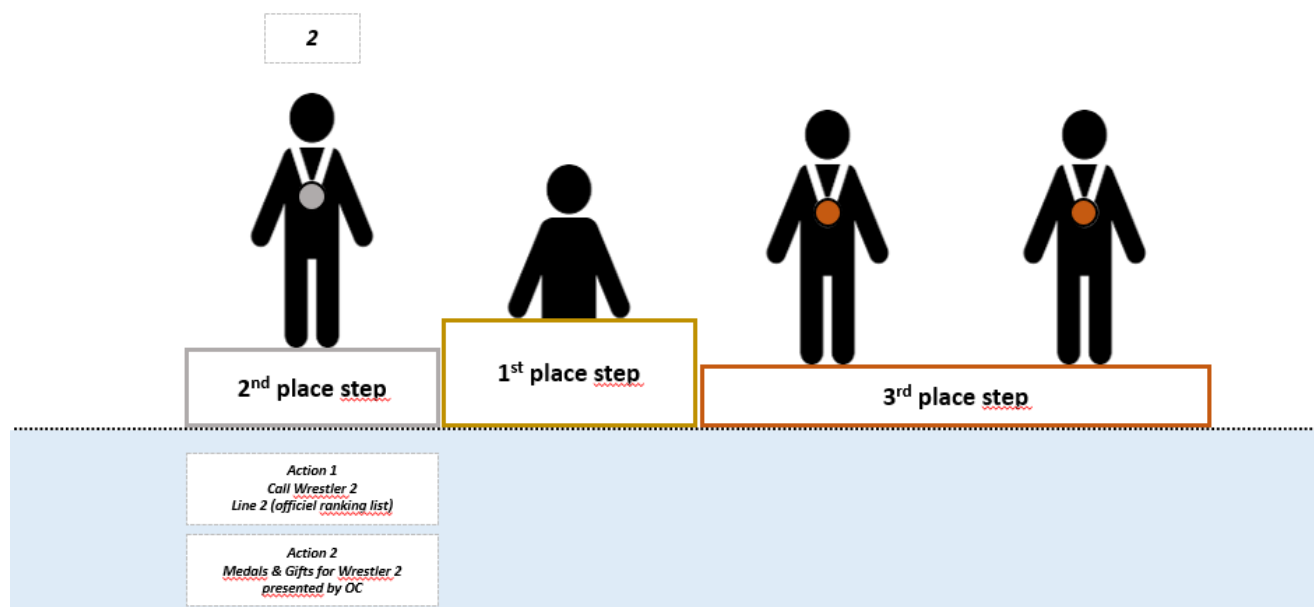 2
2nd place step
1st place step
3rd place step
Action 1
Call Wrestler 2
Line 2 (officiel ranking list)
Action 2
Medals & Gifts for Wrestler 2
presented by OC